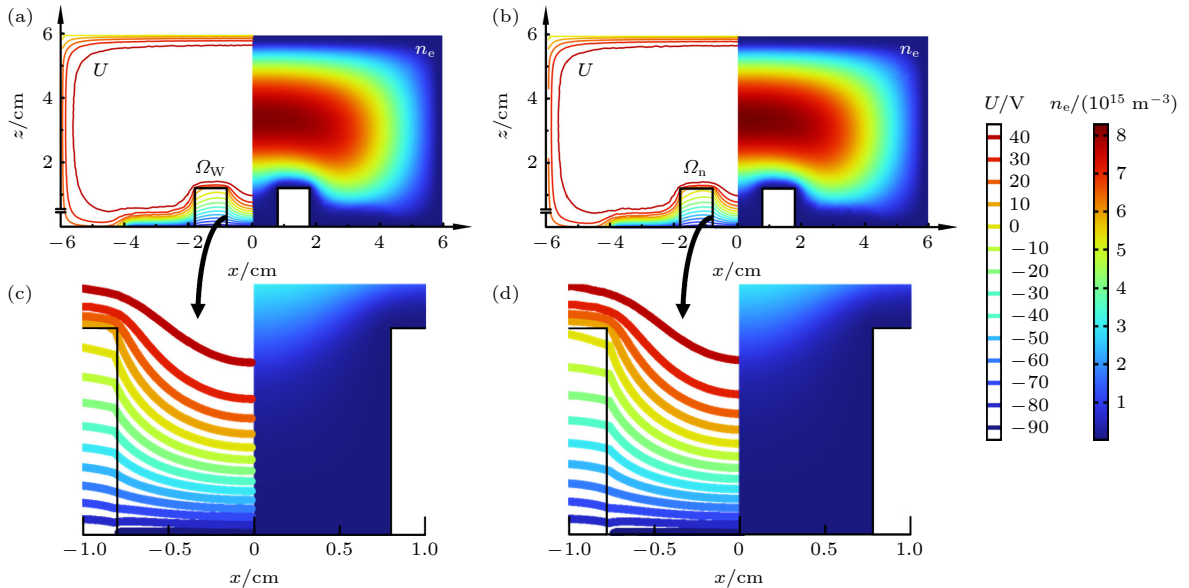 (a)
6
4
2
z/cm
U
n_e
Ω_W
−6 −4 −2 0 2 4 6
x/cm
(b)
6
4
2
z/cm
U
n_e
Ω_n
−6 −4 −2 0 2 4 6
x/cm
(c)
−1.0 −0.5 0 0.5 1.0
x/cm
(d)
−1.0 −0.5 0 0.5 1.0
x/cm
U/V
40
30
20
10
0
−10
−20
−30
−40
−50
−60
−70
−80
−90
n_e/(10^15 m^−3)
8
7
6
5
4
3
2
1